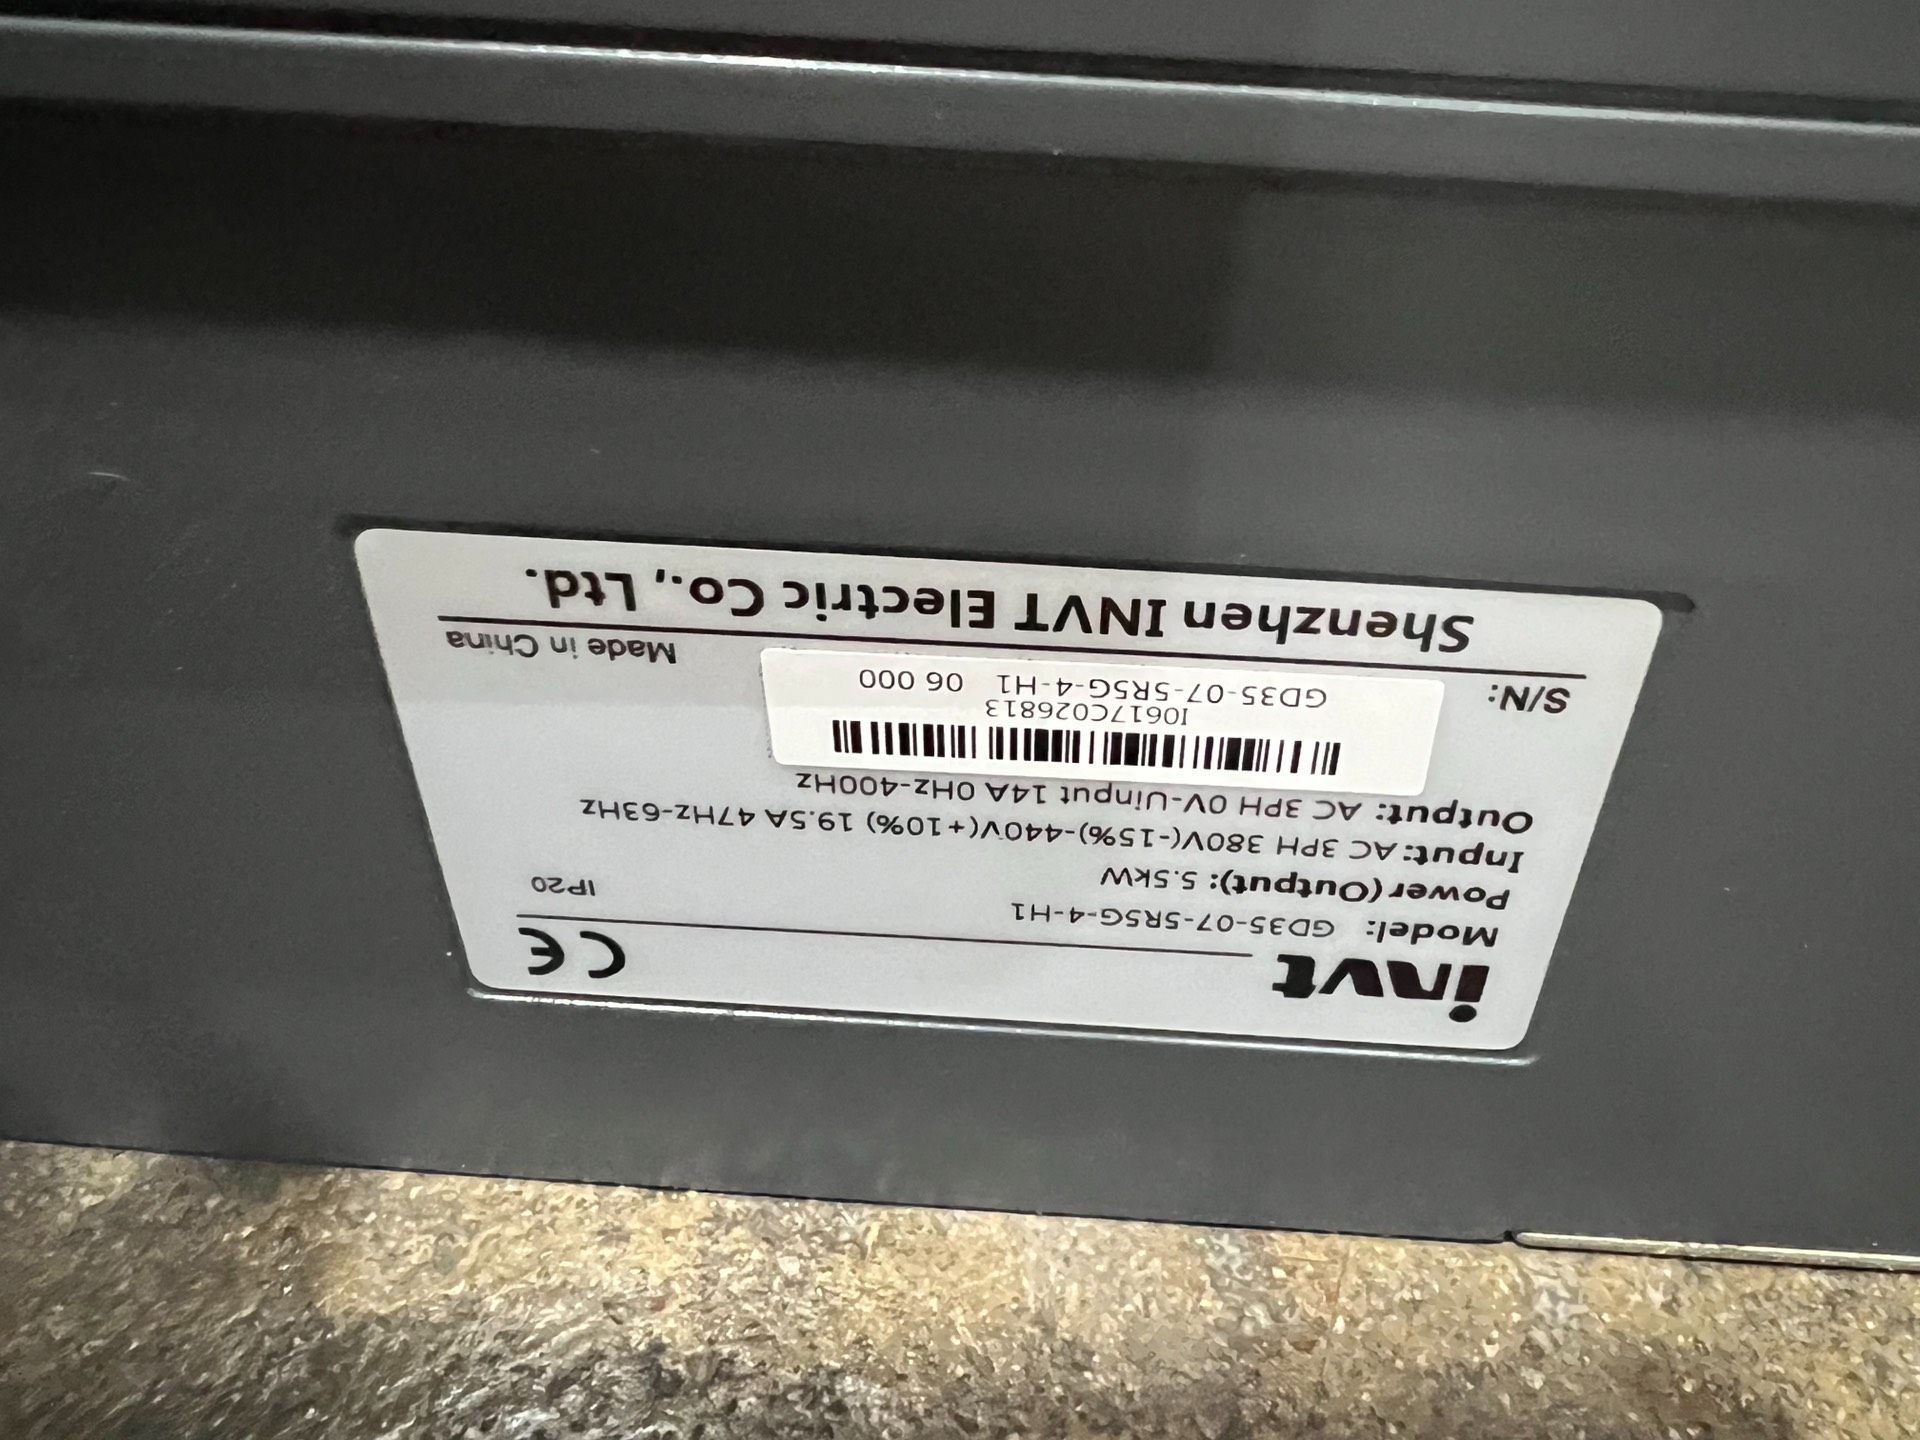 invt
CE
Model: GD35-07-5R5G-4-H1
IP20
Power(Output): 5.5kW
Input: AC 3PH 380V(-15%)-440V(+10%) 19.5A 47Hz-63Hz
Output: AC 3PH 0V-Uinput 14A 0Hz-400Hz
S/N:
I0617C026813
GD35-07-5R5G-4-H1 06 000
Made in China
Shenzhen INVT Electric Co., Ltd.